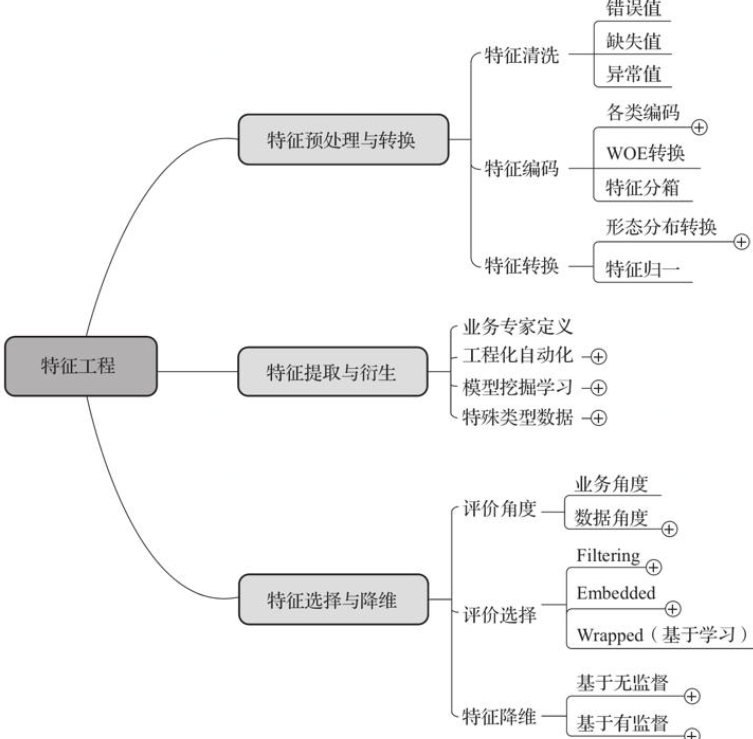 错误值
特征清洗
缺失值
异常值
特征预处理与转换
各类编码
特征编码
WOE转换
特征分箱
形态分布转换
特征转换
特征归一
特征工程
特征提取与衍生
业务专家定义
工程化自动化
模型挖掘学习
特殊类型数据
特征选择与降维
评价角度
业务角度
数据角度
评价选择
Filtering
Embedded
Wrapped（基于学习）
特征降维
基于无监督
基于有监督